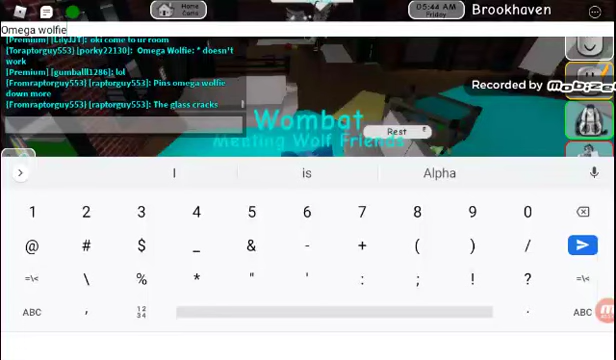 Home
Cams
05:44 AM
Friday
Brookhaven
Omega wolfie
[Premium] [LilyJJT]: oki come to ur room
[Toraptorguy553] [porky22130]: Omega Wolfie: * doesn't
work
[Premium] [gumball1286]: lol
[Fromraptorguy553] [raptorguy553]: Pins omega wolfie
down more
[Fromraptorguy553] [raptorguy553]: The glass cracks
Recorded by
Wombat
Meeting Wolf Friends
Rest
I is Alpha
1 2 3 4 5 6 7 8 9 0
@ # $ _ & - + ( ) /
=\< \ % * " ' : ; ! ? =\<
ABC , 12 34 . ABC